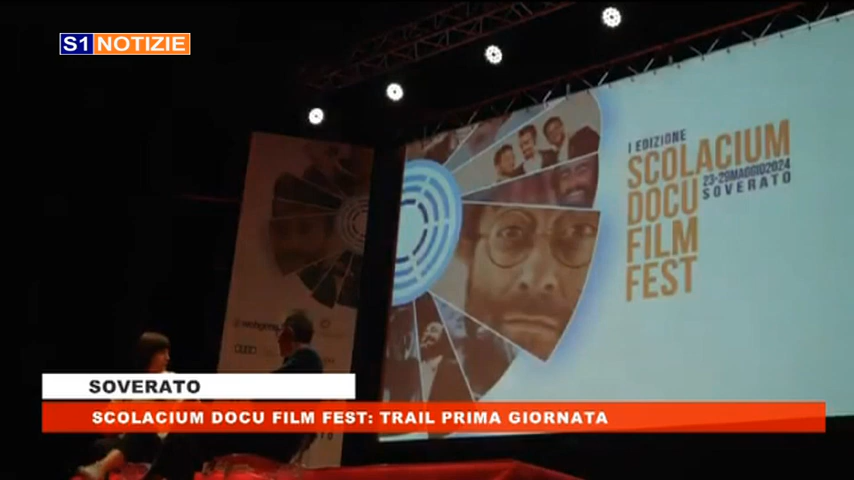 S1 NOTIZIE
I EDIZIONE
SCOLACIUM
23-29MAGGIO2024
DOCU SOVERATO
FILM
FEST
SOVERATO
SCOLACIUM DOCU FILM FEST: TRAIL PRIMA GIORNATA